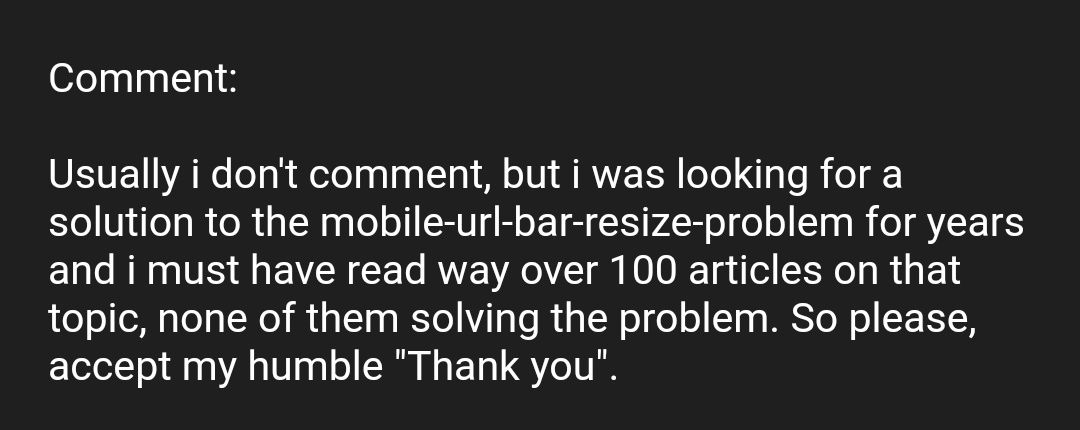 Comment:
Usually i don't comment, but i was looking for a
solution to the mobile-url-bar-resize-problem for years
and i must have read way over 100 articles on that
topic, none of them solving the problem. So please,
accept my humble "Thank you".